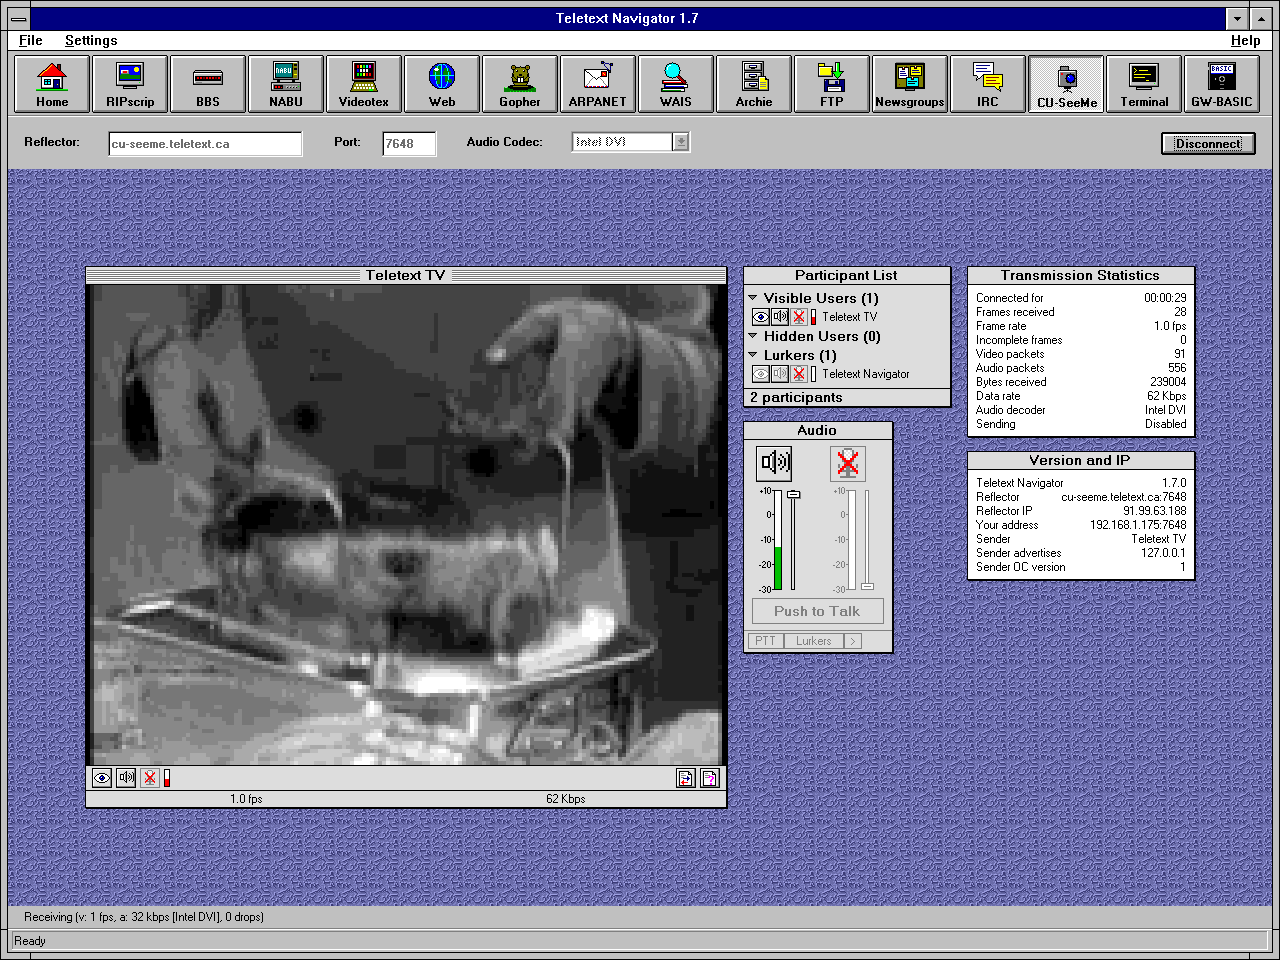 Teletext Navigator 1.7
File Settings Help
Home RIPscrip BBS NABU Videotex Web Gopher ARPANET WAIS Archie FTP Newsgroups IRC CU-SeeMe Terminal GW-BASIC
NABU
BASIC
Reflector: cu-seeme.teletext.ca Port: 7648 Audio Codec: Intel DVI Disconnect
Teletext TV
1.0 fps 62 Kbps
Participant List
Visible Users (1)
Teletext TV
Hidden Users (0)
Lurkers (1)
Teletext Navigator
2 participants
Audio
+10 +10
0 0
-10 -10
-20 -20
-30 -30
Push to Talk
PTT Lurkers >
Transmission Statistics
Connected for 00:00:29
Frames received 28
Frame rate 1.0 fps
Incomplete frames 0
Video packets 91
Audio packets 556
Bytes received 239004
Data rate 62 Kbps
Audio decoder Intel DVI
Sending Disabled
Version and IP
Teletext Navigator 1.7.0
Reflector cu-seeme.teletext.ca:7648
Reflector IP 91.99.63.188
Your address 192.168.1.175:7648
Sender Teletext TV
Sender advertises 127.0.0.1
Sender OC version 1
Receiving (v: 1 fps, a: 32 kbps [Intel DVI], 0 drops)
Ready